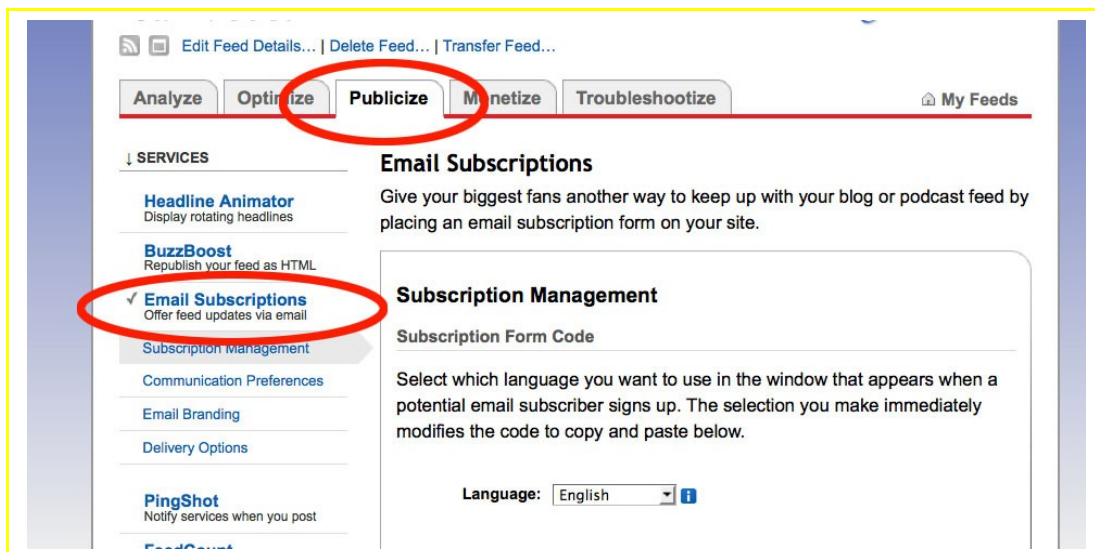 Edit Feed Details... | Delete Feed... | Transfer Feed...
Analyze Optimize Publicize Monetize Troubleshootize My Feeds
↓ SERVICES
Headline Animator
Display rotating headlines
BuzzBoost
Republish your feed as HTML
✓ Email Subscriptions
Offer feed updates via email
Subscription Management
Communication Preferences
Email Branding
Delivery Options
PingShot
Notify services when you post
FeedCount
Email Subscriptions
Give your biggest fans another way to keep up with your blog or podcast feed by
placing an email subscription form on your site.
Subscription Management
Subscription Form Code
Select which language you want to use in the window that appears when a
potential email subscriber signs up. The selection you make immediately
modifies the code to copy and paste below.
Language: English